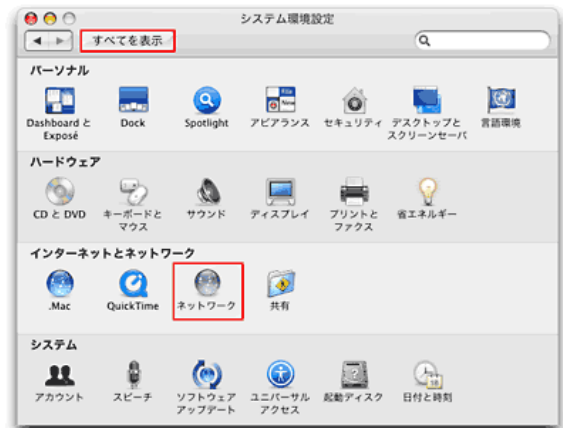 システム環境設定
すべてを表示
パーソナル
Dashboard と Exposé
Dock
Spotlight
アピアランス
セキュリティ
デスクトップと スクリーンセーバ
言語環境
ハードウェア
CD と DVD
キーボードと マウス
サウンド
ディスプレイ
プリントと ファクス
省エネルギー
インターネットとネットワーク
.Mac
QuickTime
ネットワーク
共有
システム
アカウント
スピーチ
ソフトウェア アップデート
ユニバーサル アクセス
起動ディスク
日付と時刻